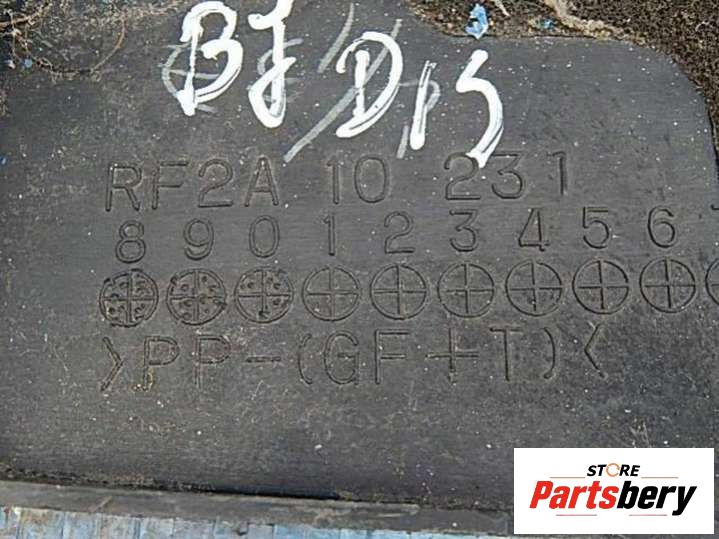 BJ D15
RF2A 10 231
8 9 0 1 2 3 4 5 6
>PP-(GF+T)<
STORE
Partsbery